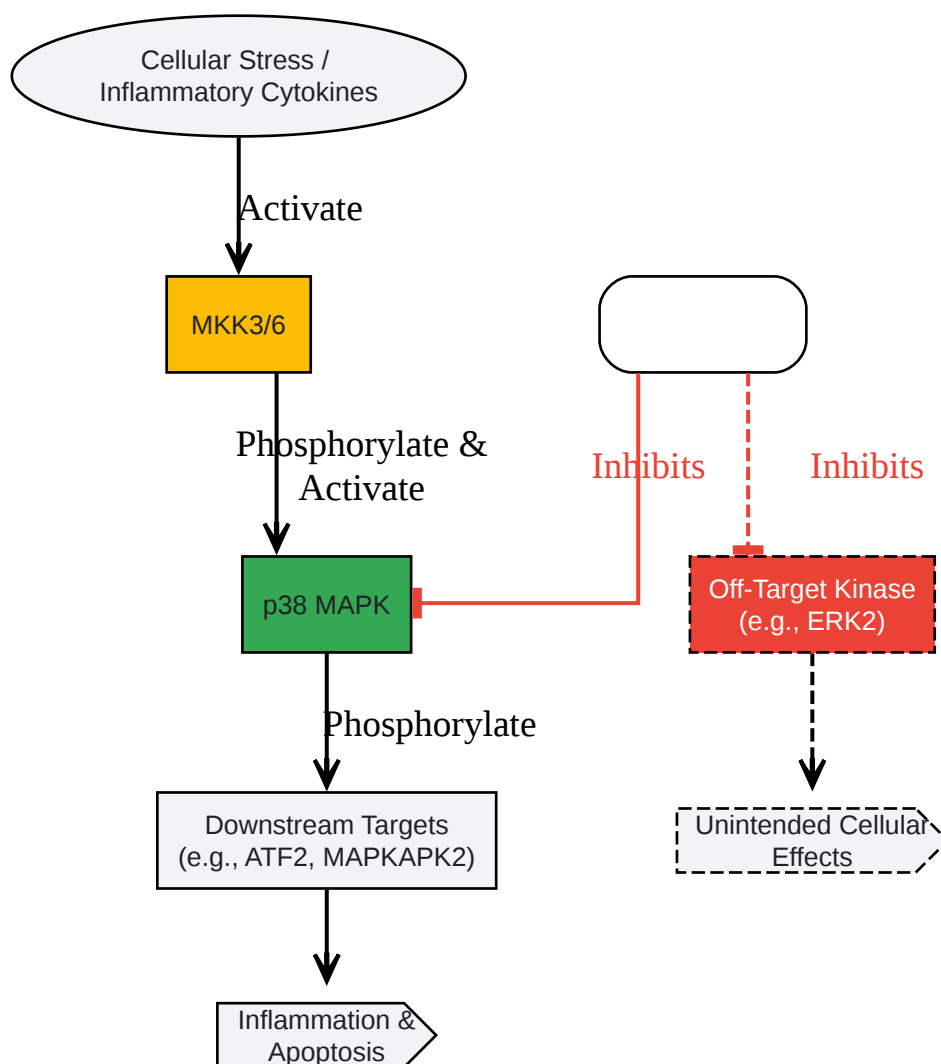 Cellular Stress /
Inflammatory Cytokines
Activate
MKK3/6
Phosphorylate &
Activate
Inhibits
Inhibits
p38 MAPK
Off-Target Kinase
(e.g., ERK2)
Phosphorylate
Downstream Targets
(e.g., ATF2, MAPKAPK2)
Unintended Cellular
Effects
Inflammation &
Apoptosis